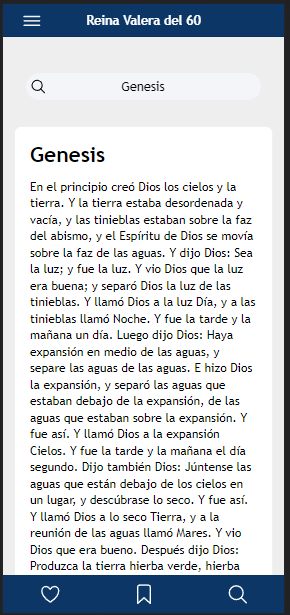 Reina Valera del 60
Genesis
Genesis
En el principio creó Dios los cielos y la
tierra. Y la tierra estaba desordenada y
vacía, y las tinieblas estaban sobre la faz
del abismo, y el Espíritu de Dios se movía
sobre la faz de las aguas. Y dijo Dios: Sea
la luz; y fue la luz. Y vio Dios que la luz
era buena; y separó Dios la luz de las
tinieblas. Y llamó Dios a la luz Día, y a las
tinieblas llamó Noche. Y fue la tarde y la
mañana un día. Luego dijo Dios: Haya
expansión en medio de las aguas, y
separe las aguas de las aguas. E hizo Dios
la expansión, y separó las aguas que
estaban debajo de la expansión, de las
aguas que estaban sobre la expansión. Y
fue así. Y llamó Dios a la expansión
Cielos. Y fue la tarde y la mañana el día
segundo. Dijo también Dios: Júntense las
aguas que están debajo de los cielos en
un lugar, y descúbrase lo seco. Y fue así.
Y llamó Dios a lo seco Tierra, y a la
reunión de las aguas llamó Mares. Y vio
Dios que era bueno. Después dijo Dios:
Produzca la tierra hierba verde, hierba